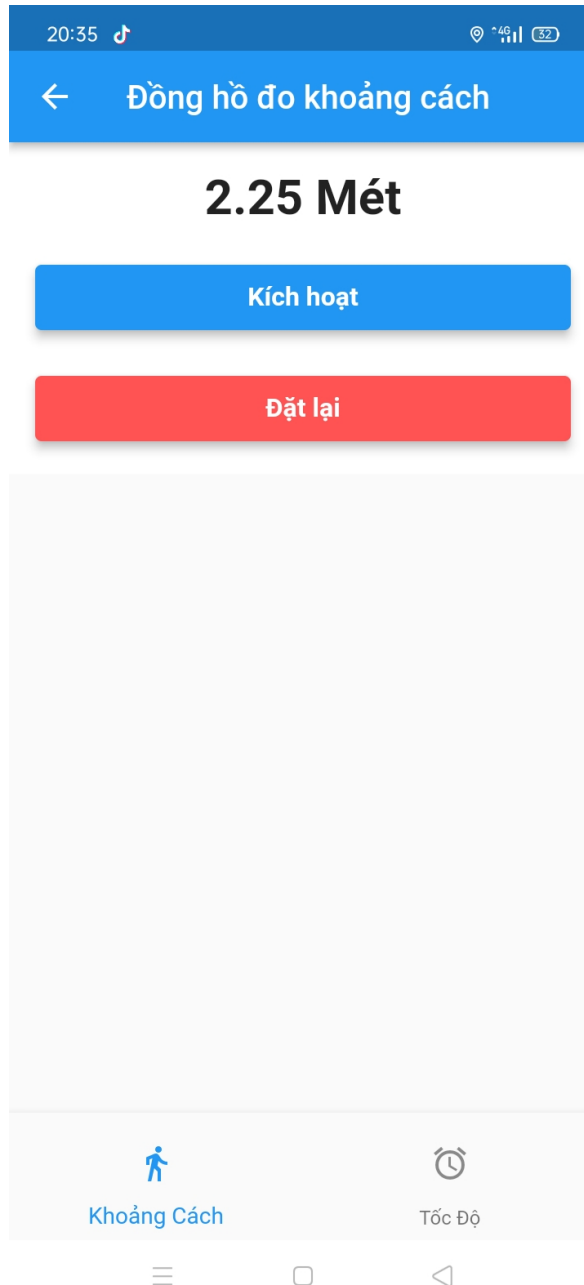 20:35 4G 32
Đồng hồ đo khoảng cách
2.25 Mét
Kích hoạt
Đặt lại
Khoảng Cách
Tốc Độ